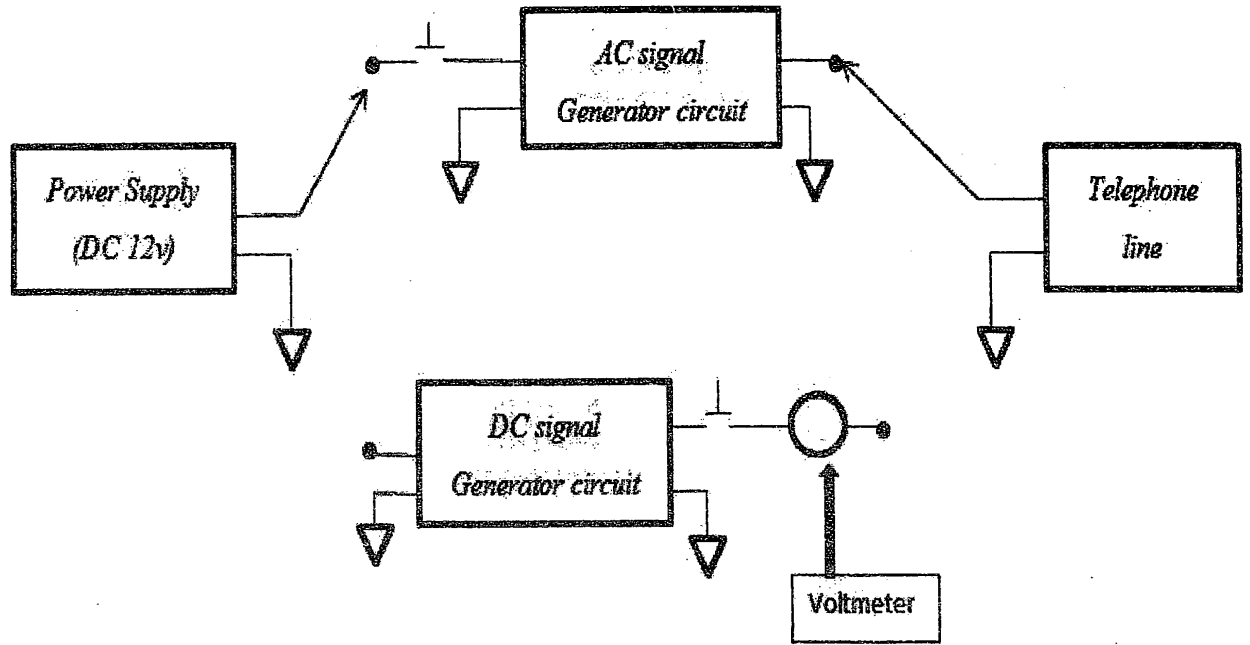 AC signal
Generator circuit
Power Supply
(DC 12v)
Telephone
line
DC signal
Generator circuit
Voltmeter